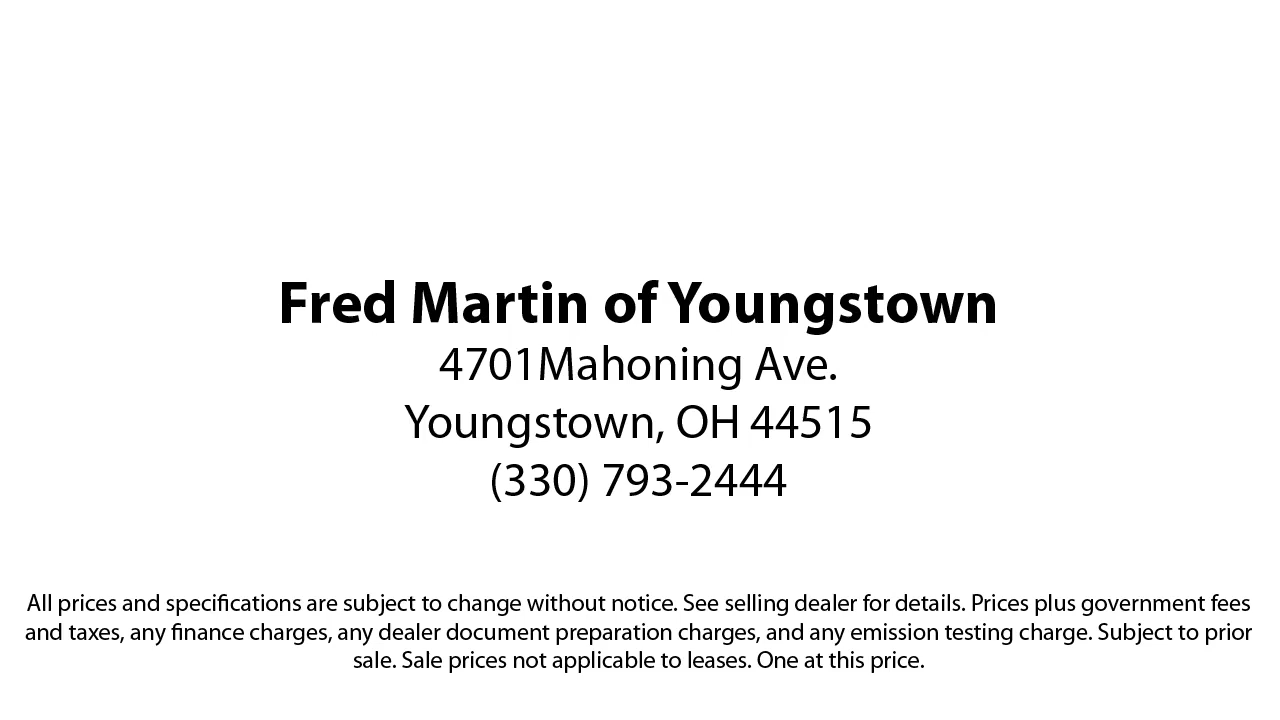 Fred Martin of Youngstown
4701Mahoning Ave.
Youngstown, OH 44515
(330) 793-2444
All prices and specifications are subject to change without notice. See selling dealer for details. Prices plus government fees
and taxes, any finance charges, any dealer document preparation charges, and any emission testing charge. Subject to prior
sale. Sale prices not applicable to leases. One at this price.